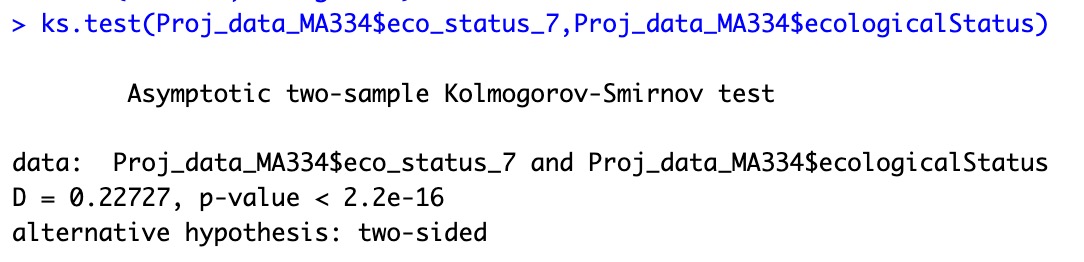 > ks.test(Proj_data_MA334$eco_status_7,Proj_data_MA334$ecologicalStatus)
Asymptotic two-sample Kolmogorov-Smirnov test
data:  Proj_data_MA334$eco_status_7 and Proj_data_MA334$ecologicalStatus
D = 0.22727, p-value < 2.2e-16
alternative hypothesis: two-sided